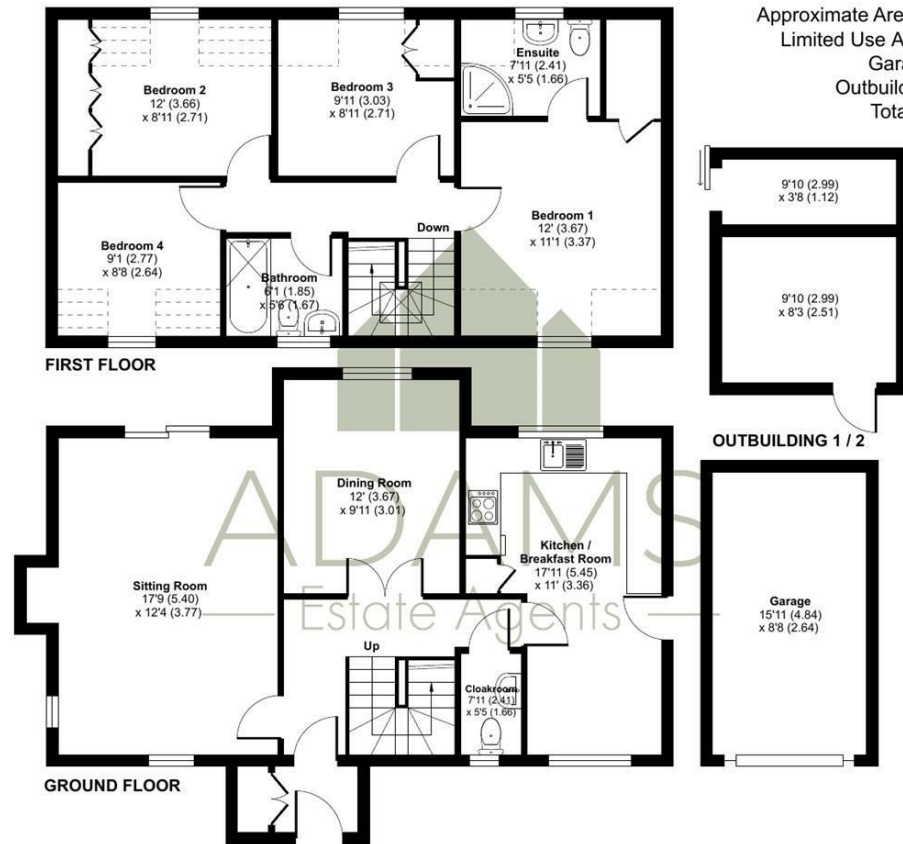 Approximate Are
Limited Use A
Gara
Outbuild
Tota
Bedroom 2
12' (3.66)
x 8'11 (2.71)
Bedroom 3
9'11 (3.03)
x 8'11 (2.71)
Ensuite
7'11 (2.41)
x 5'5 (1.66)
Bedroom 4
9'1 (2.77)
x 8'8 (2.64)
Bathroom
6'1 (1.85)
x 5'6 (1.67)
Down
Bedroom 1
12' (3.67)
x 11'1 (3.37)
FIRST FLOOR
9'10 (2.99)
x 3'8 (1.12)
9'10 (2.99)
x 8'3 (2.51)
OUTBUILDING 1 / 2
Sitting Room
17'9 (5.40)
x 12'4 (3.77)
Dining Room
12' (3.67)
x 9'11 (3.01)
Kitchen /
Breakfast Room
17'11 (5.45)
x 11' (3.36)
ADAMS
Estate Agents
Up
Cloakroom
7'11 (2.41)
x 5'5 (1.66)
Garage
15'11 (4.84)
x 8'8 (2.64)
GROUND FLOOR